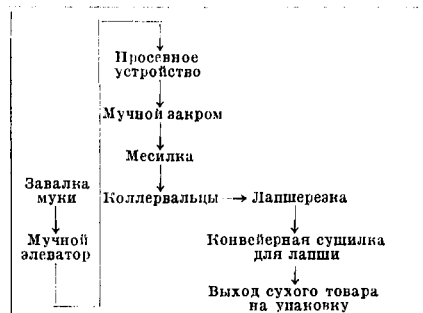 Просевное
устройство
Мучной закром
Месилка
Завалка
муки
Коллервальцы
Лапшерезка
Мучной
элеватор
Конвейерная сушилка
для лапши
Выход сухого товара
на упаковку